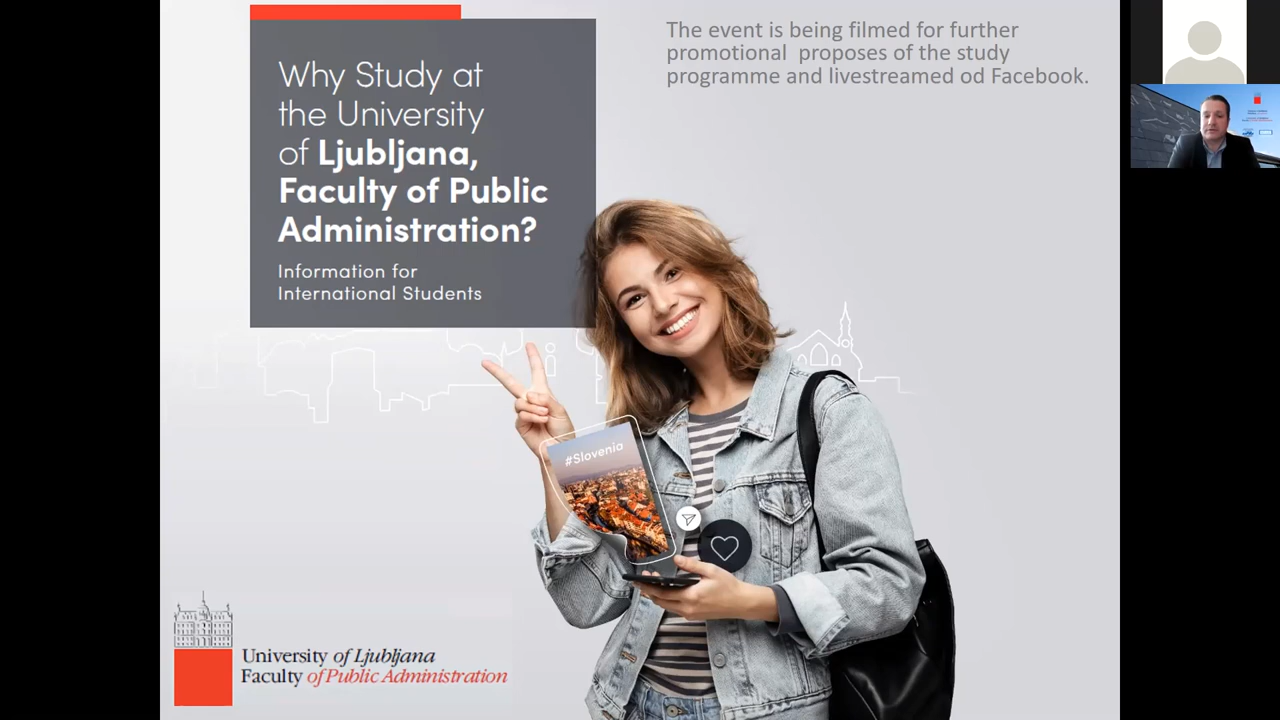 Why Study at
the University
of Ljubljana,
Faculty of Public
Administration?
Information for
International Students
The event is being filmed for further
promotional proposes of the study
programme and livestreamed od Facebook.
#Slovenia
University of Ljubljana
Faculty of Public Administration